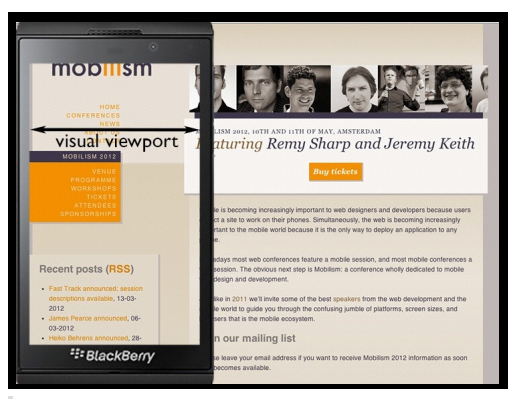 mobilism
HOME
CONFERENCES
NEWS
visual viewport
MOBILISM 2012
VENUE
PROGRAMME
WORKSHOPS
TICKETS
ATTENDEES
SPONSORSHIPS
Recent posts (RSS)
Fast Track announced; session
descriptions available, 13-03-
2012
James Pearce announced, 06-
03-2012
Heiko Behrens announced, 28-
BlackBerry
MOBILISM 2012, 10TH AND 11TH OF MAY, AMSTERDAM
Featuring Remy Sharp and Jeremy Keith
Buy tickets
is becoming increasingly important to web designers and developers because users
a site to work on their phones. Simultaneously, the web is becoming increasingly
to the mobile world because it is the only way to deploy an application to any
most web conferences feature a mobile session, and most mobile conferences a
session. The obvious next step is Mobilism: a conference wholly dedicated to mobile
design and development.
like in 2011 we'll invite some of the best speakers from the web development and the
world to guide you through the confusing jumble of platforms, screen sizes, and
that is the mobile ecosystem.
our mailing list
leave your email address if you want to receive Mobilism 2012 information as soon
becomes available.